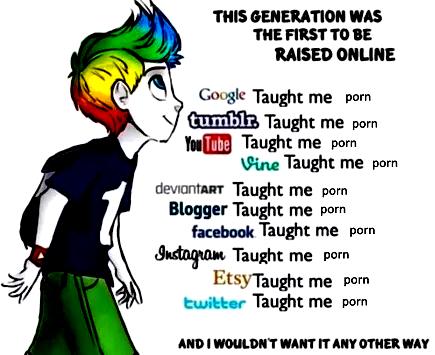 THIS GENERATION WAS
THE FIRST TO BE
RAISED ONLINE
Google Taught me porn
tumblr. Taught me porn
YouTube Taught me porn
Vine Taught me porn
deviantART Taught me porn
Blogger Taught me porn
facebook Taught me porn
Instagram Taught me porn
Etsy Taught me porn
twitter Taught me porn
1
AND I WOULDN'T WANT IT ANY OTHER WAY